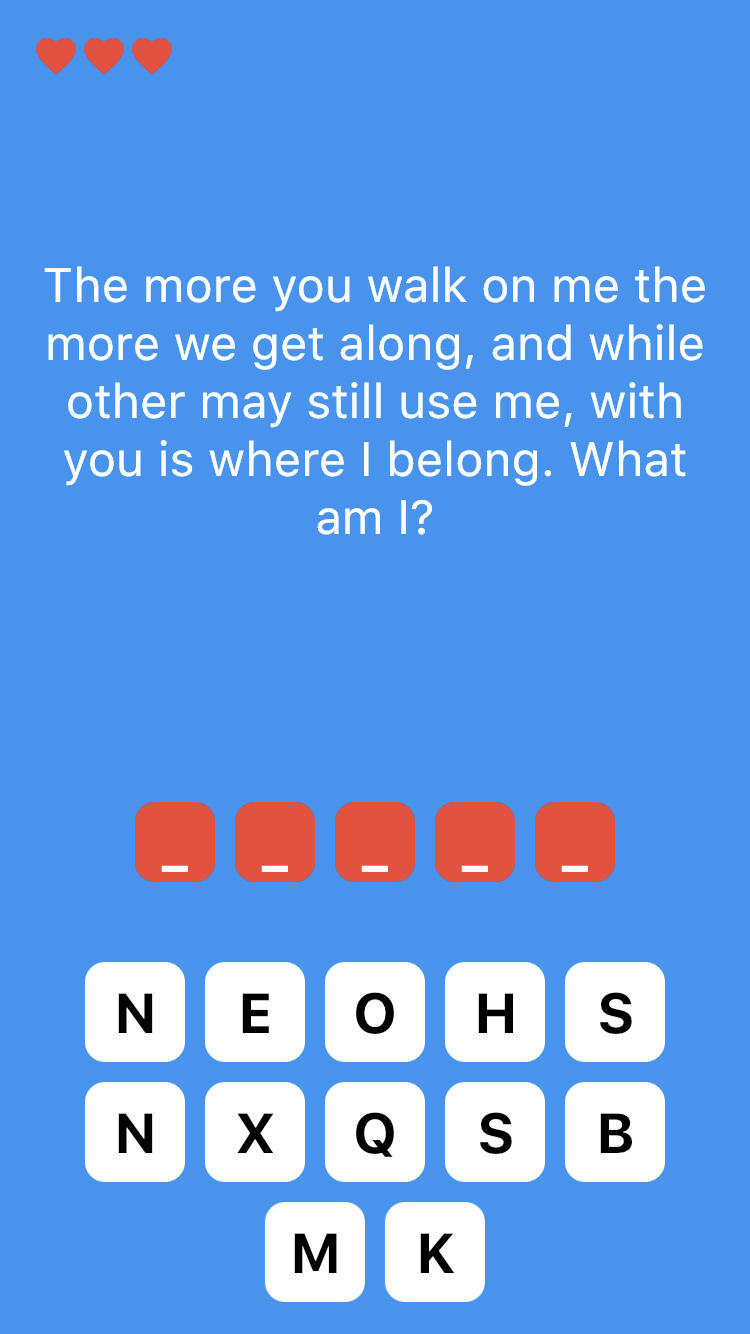 The more you walk on me the
more we get along, and while
other may still use me, with
you is where I belong. What
am I?
_ _ _ _ _
N E O H S
N X Q S B
M K